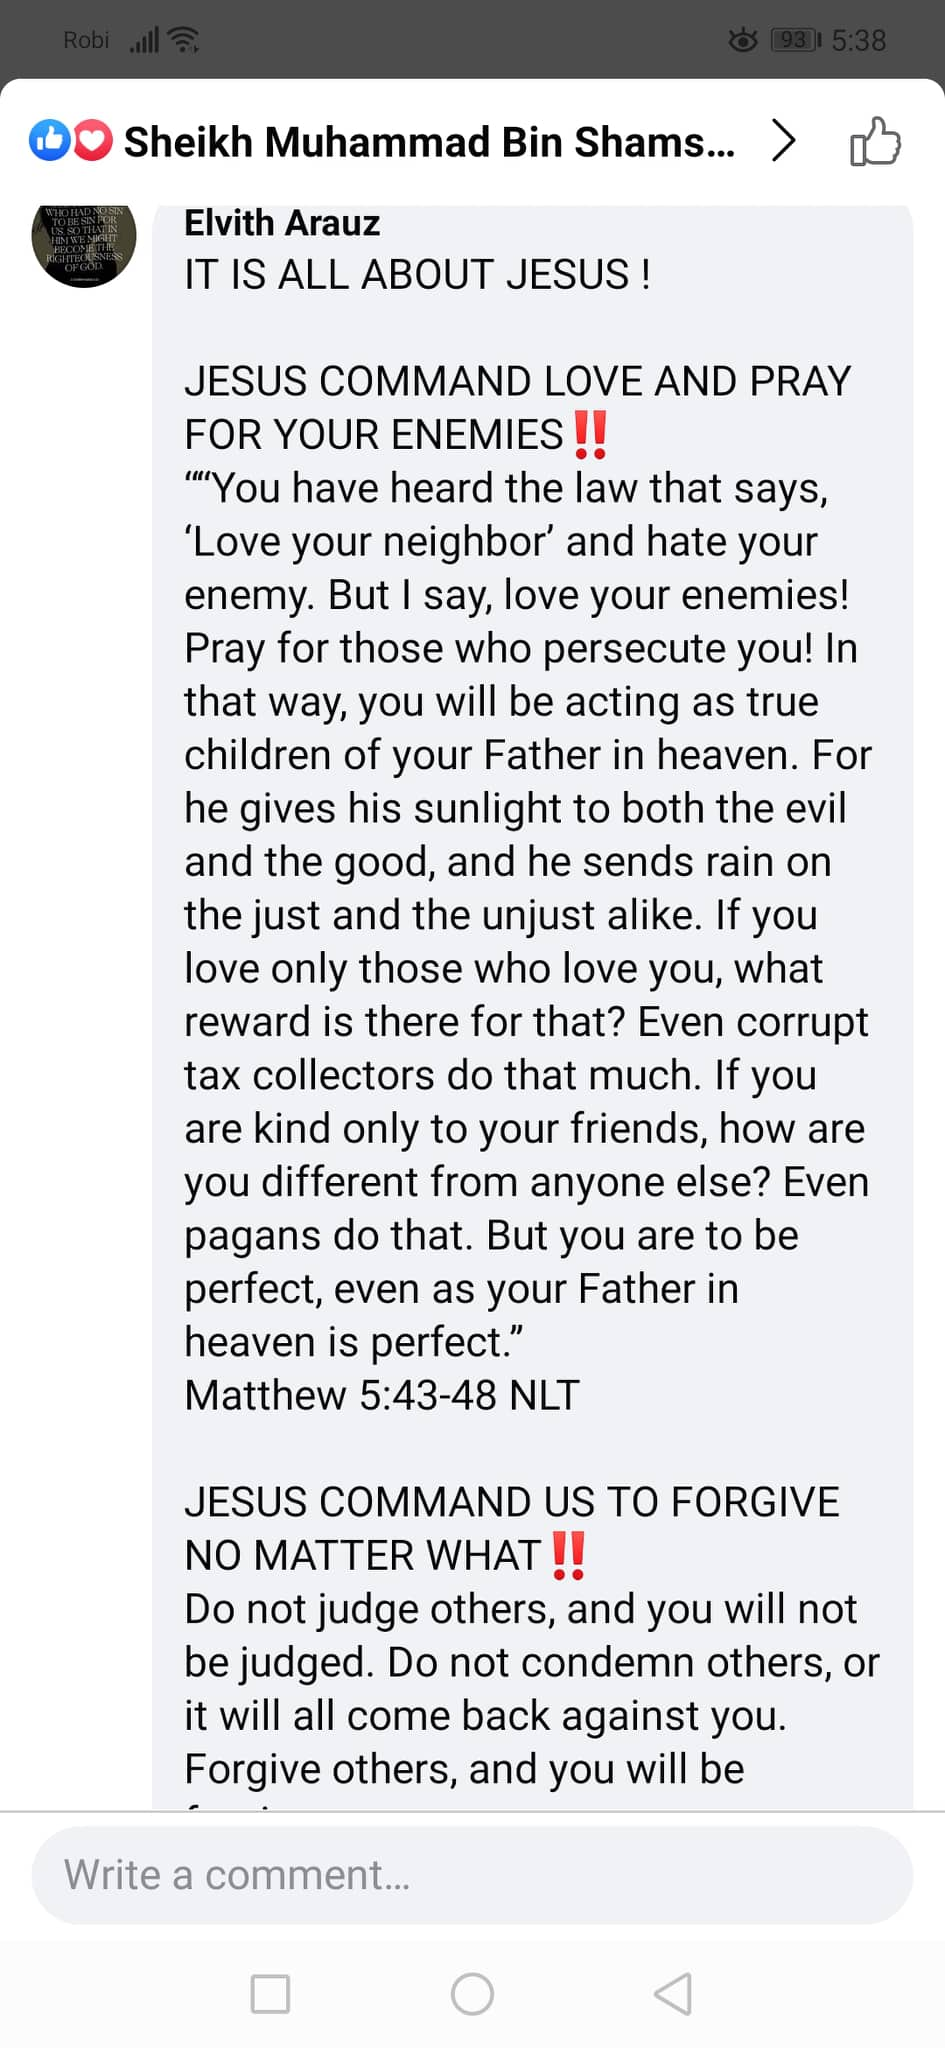 Robi 93 5:38
Sheikh Muhammad Bin Shams...
WHO HAD NO SIN
TO BE SIN FOR
US, SO THAT IN
HIM WE MIGHT
BECOME THE
RIGHTEOUSNESS
OF GOD.
Elvith Arauz
IT IS ALL ABOUT JESUS !
JESUS COMMAND LOVE AND PRAY
FOR YOUR ENEMIES‼️
““You have heard the law that says,
‘Love your neighbor’ and hate your
enemy. But I say, love your enemies!
Pray for those who persecute you! In
that way, you will be acting as true
children of your Father in heaven. For
he gives his sunlight to both the evil
and the good, and he sends rain on
the just and the unjust alike. If you
love only those who love you, what
reward is there for that? Even corrupt
tax collectors do that much. If you
are kind only to your friends, how are
you different from anyone else? Even
pagans do that. But you are to be
perfect, even as your Father in
heaven is perfect.”
Matthew 5:43-48 NLT
JESUS COMMAND US TO FORGIVE
NO MATTER WHAT‼️
Do not judge others, and you will not
be judged. Do not condemn others, or
it will all come back against you.
Forgive others, and you will be
Write a comment...